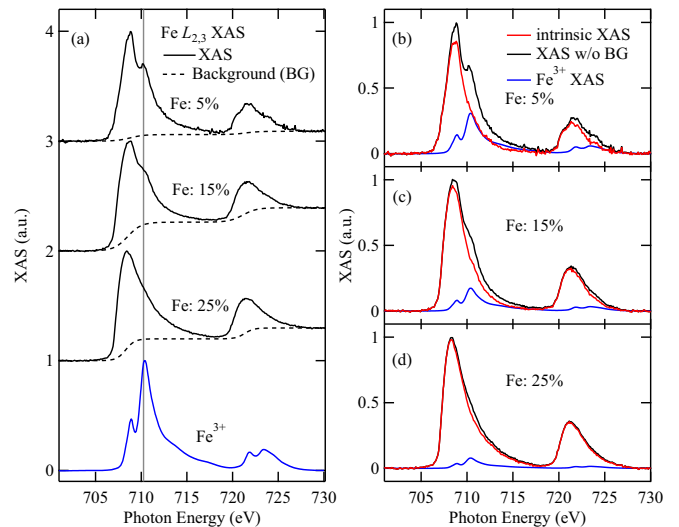 (a)
Fe L2,3 XAS
XAS
Background (BG)
Fe: 5%
Fe: 15%
Fe: 25%
Fe3+
4
3
2
1
0
XAS (a.u.)
705 710 715 720 725 730
Photon Energy (eV)
(b)
intrinsic XAS
XAS w/o BG
Fe3+ XAS
Fe: 5%
1
0.5
0
(c)
Fe: 15%
1
0.5
0
XAS (a.u.)
(d)
Fe: 25%
1
0.5
0
705 710 715 720 725 730
Photon Energy (eV)